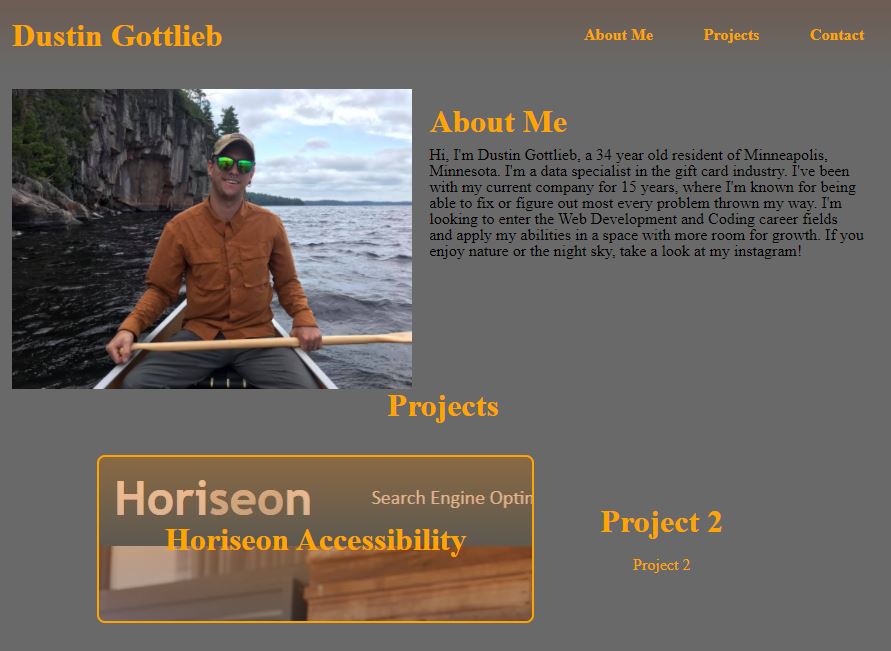 Dustin Gottlieb
About Me
Projects
Contact
About Me
Hi, I'm Dustin Gottlieb, a 34 year old resident of Minneapolis,
Minnesota. I'm a data specialist in the gift card industry. I've been
with my current company for 15 years, where I'm known for being
able to fix or figure out most every problem thrown my way. I'm
looking to enter the Web Development and Coding career fields
and apply my abilities in a space with more room for growth. If you
enjoy nature or the night sky, take a look at my instagram!
Projects
Horiseon
Search Engine Optin
Horiseon Accessibility
Project 2
Project 2